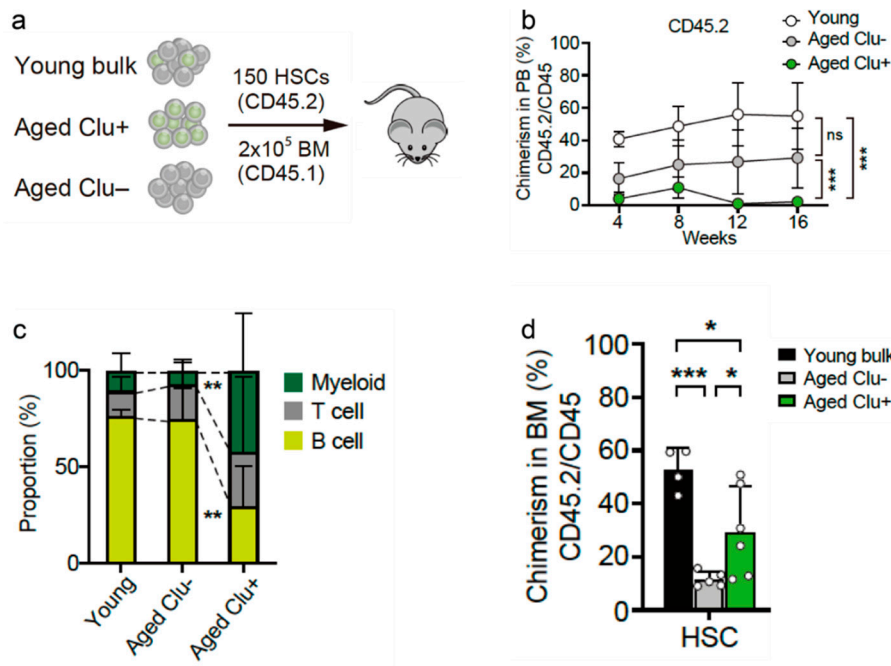 a
Young bulk
Aged Clu+
Aged Clu–
150 HSCs
(CD45.2)
2x10⁵ BM
(CD45.1)
b
CD45.2
Young
Aged Clu-
Aged Clu+
Chimerism in PB (%)
CD45.2/CD45
100
80
60
40
20
0
4
8
12
16
Weeks
ns
***
***
c
Proportion (%)
100
50
0
**
**
Myeloid
T cell
B cell
Young
Aged Clu-
Aged Clu+
d
Chimerism in BM (%)
CD45.2/CD45
100
80
60
40
20
0
*
***
*
HSC
Young bulk
Aged Clu-
Aged Clu+